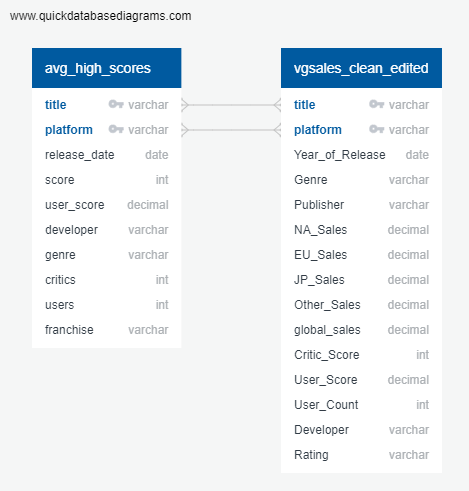 www.quickdatabasediagrams.com
avg_high_scores
title varchar
platform varchar
release_date date
score int
user_score decimal
developer varchar
genre varchar
critics int
users int
franchise varchar
vgsales_clean_edited
title varchar
platform varchar
Year_of_Release date
Genre varchar
Publisher varchar
NA_Sales decimal
EU_Sales decimal
JP_Sales decimal
Other_Sales decimal
global_sales decimal
Critic_Score int
User_Score decimal
User_Count int
Developer varchar
Rating varchar